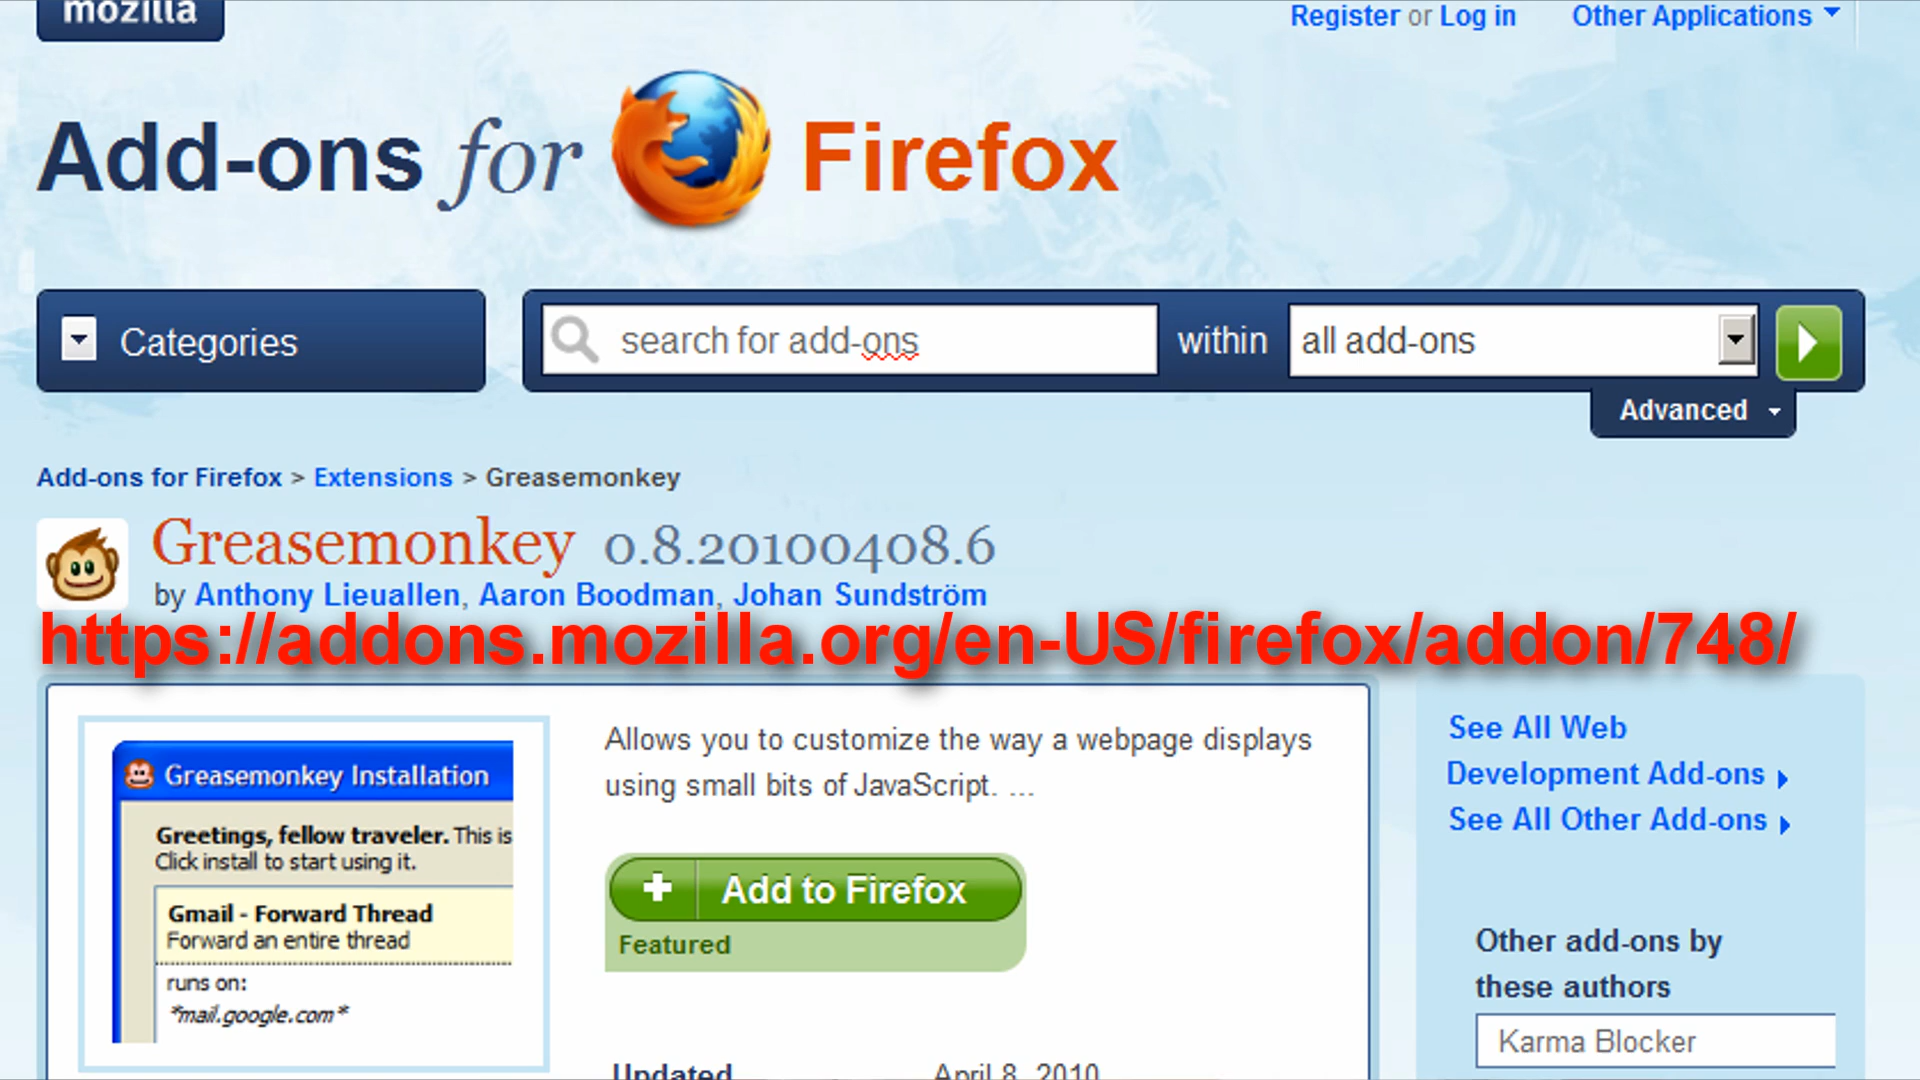 mozilla
Register or Log in
Other Applications
Add-ons for Firefox
Categories
search for add-ons
within
all add-ons
Advanced
Add-ons for Firefox > Extensions > Greasemonkey
Greasemonkey 0.8.20100408.6
by Anthony Lieuallen, Aaron Boodman, Johan Sundström
https://addons.mozilla.org/en-US/firefox/addon/748/
Greasemonkey Installation
Greetings, fellow traveler. This is
Click install to start using it.
Gmail - Forward Thread
Forward an entire thread
runs on:
*mail.google.com*
Allows you to customize the way a webpage displays
using small bits of JavaScript. ...
Add to Firefox
Featured
Updated April 8, 2010
See All Web
Development Add-ons
See All Other Add-ons
Other add-ons by
these authors
Karma Blocker